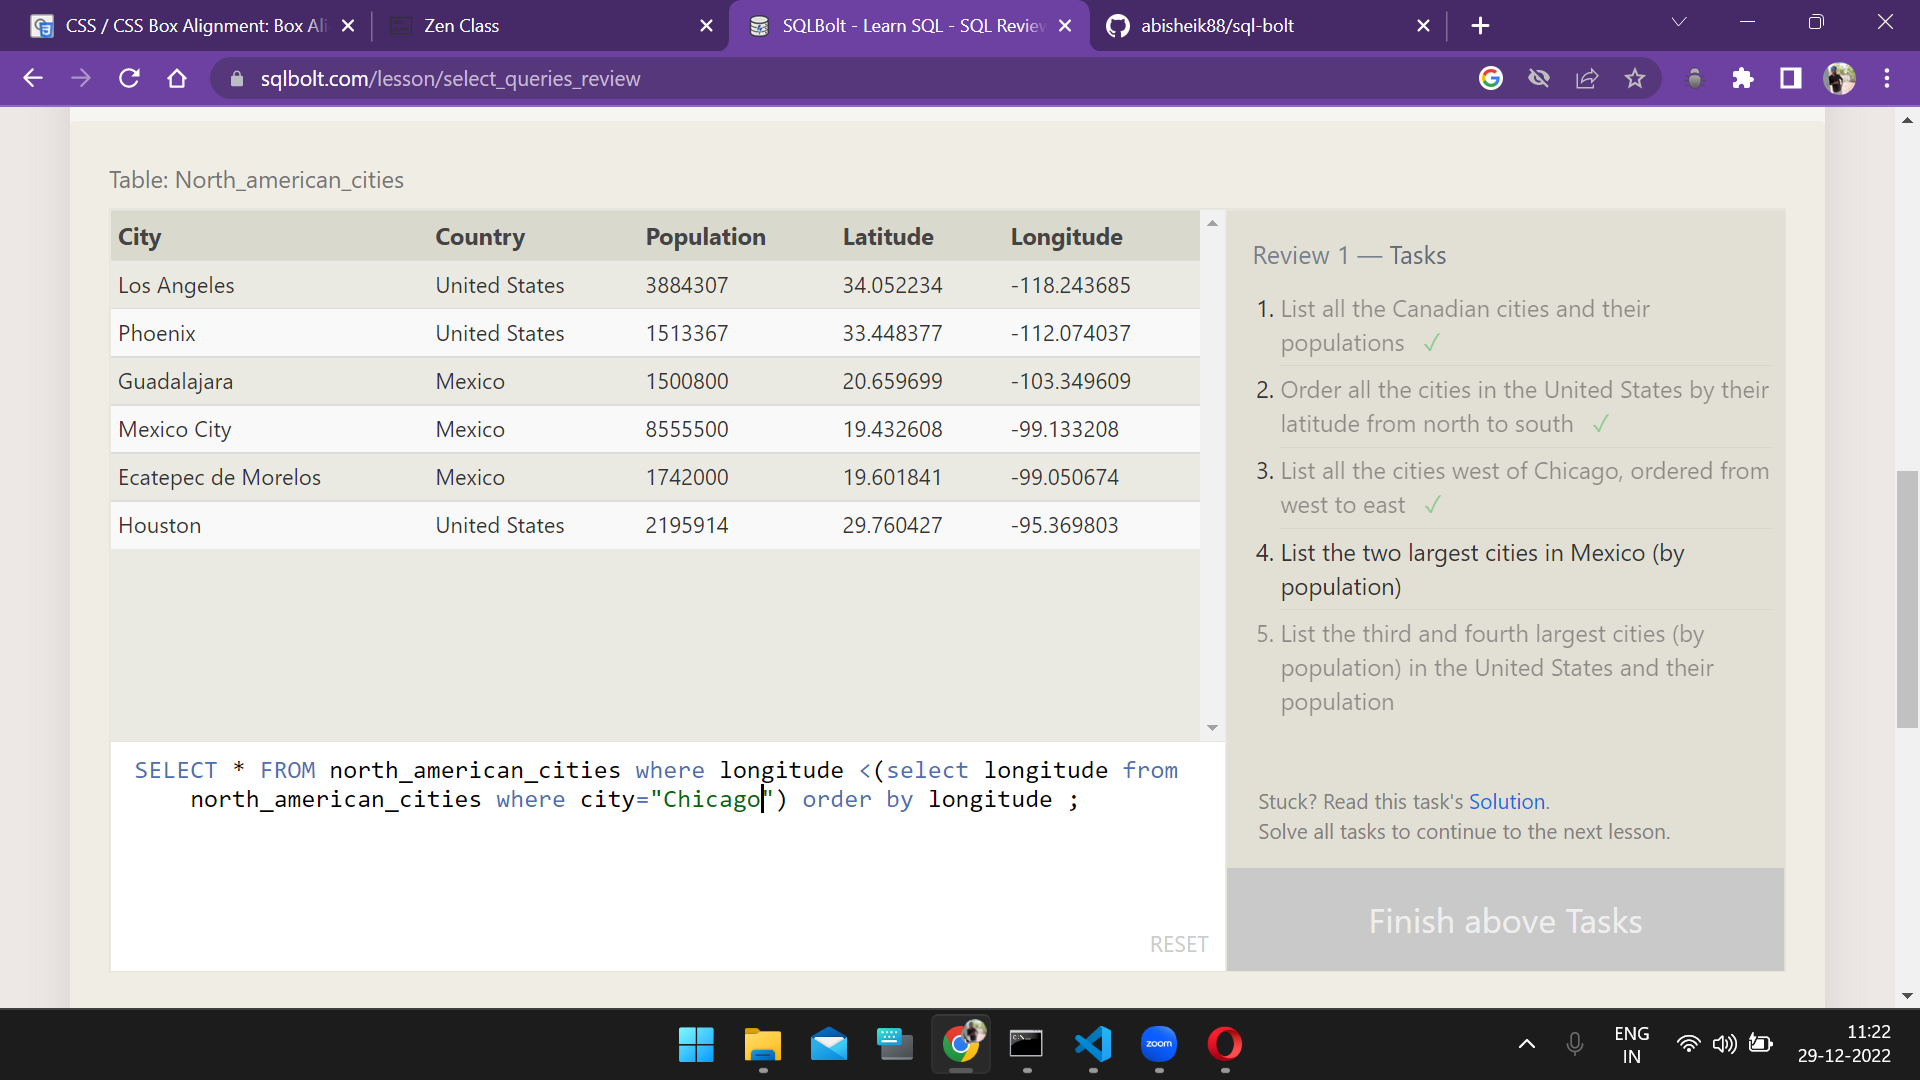 CSS / CSS Box Alignment: Box Ali
Zen Class
SQLBolt - Learn SQL - SQL Review
abisheik88/sql-bolt
sqlbolt.com/lesson/select_queries_review
Table: North_american_cities
City Country Population Latitude Longitude
Los Angeles United States 3884307 34.052234 -118.243685
Phoenix United States 1513367 33.448377 -112.074037
Guadalajara Mexico 1500800 20.659699 -103.349609
Mexico City Mexico 8555500 19.432608 -99.133208
Ecatepec de Morelos Mexico 1742000 19.601841 -99.050674
Houston United States 2195914 29.760427 -95.369803
SELECT * FROM north_american_cities where longitude <(select longitude from
north_american_cities where city="Chicago") order by longitude ;
RESET
Review 1 — Tasks
1. List all the Canadian cities and their
populations ✓
2. Order all the cities in the United States by their
latitude from north to south ✓
3. List all the cities west of Chicago, ordered from
west to east ✓
4. List the two largest cities in Mexico (by
population)
5. List the third and fourth largest cities (by
population) in the United States and their
population
Stuck? Read this task's Solution.
Solve all tasks to continue to the next lesson.
Finish above Tasks
zoom
ENG
IN
11:22
29-12-2022